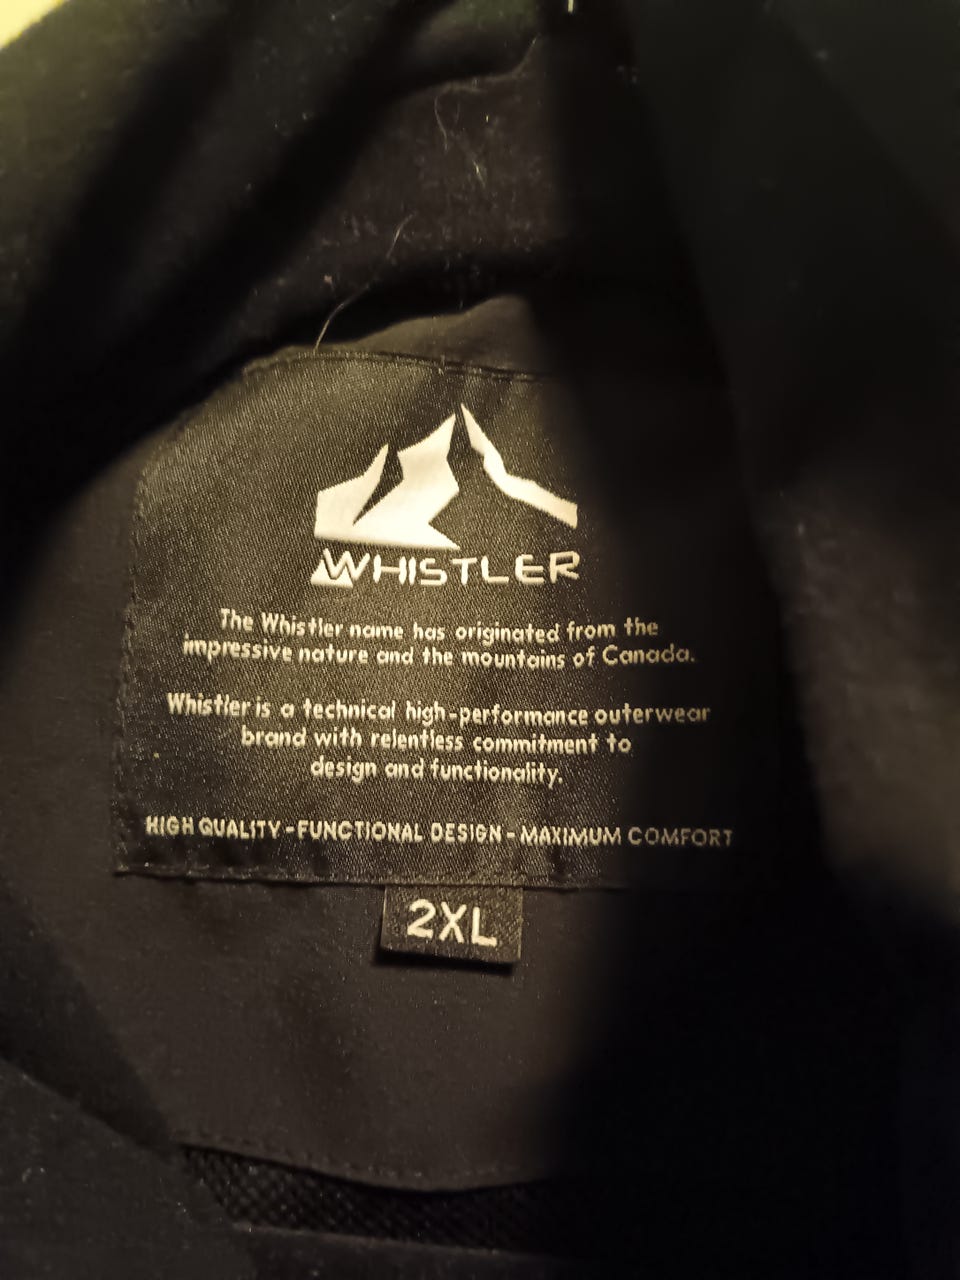 WHISTLER
The Whistler name has originated from the
impressive nature and the mountains of Canada.
Whistler is a technical high-performance outerwear
brand with relentless commitment to
design and functionality.
HIGH QUALITY - FUNCTIONAL DESIGN - MAXIMUM COMFORT
2XL